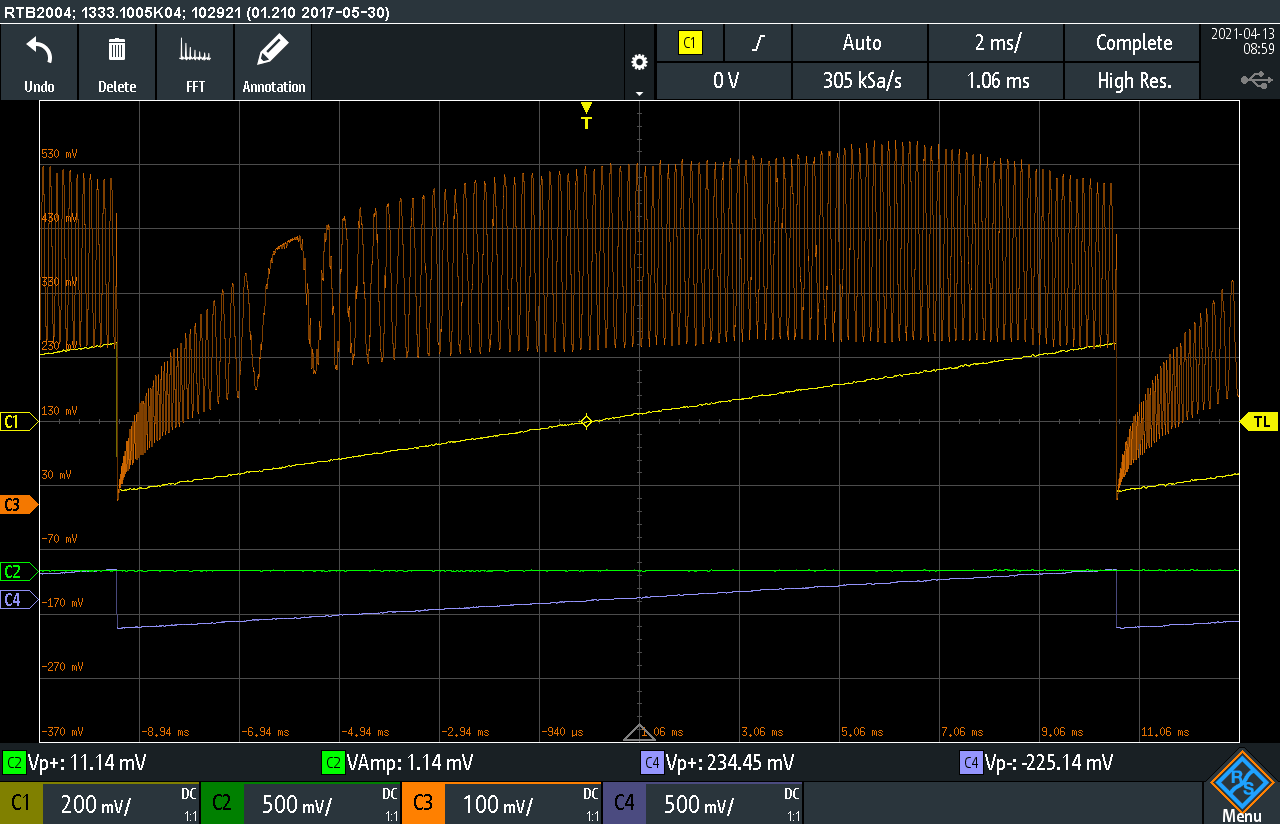 RTB2004; 1333.1005K04; 102921 (01.210 2017-05-30)
Undo
Delete
FFT
Annotation
C1
Auto
2 ms/
Complete
0 V
305 kSa/s
1.06 ms
High Res.
2021-04-13
08:59
T
530 mV
430 mV
330 mV
230 mV
C1
130 mV
TL
30 mV
C3
-70 mV
C2
C4
-170 mV
-270 mV
-370 mV
-8.94 ms
-6.94 ms
-4.94 ms
-2.94 ms
-940 µs
1.06 ms
3.06 ms
5.06 ms
7.06 ms
9.06 ms
11.06 ms
C2 Vp+: 11.14 mV
C2 VAmp: 1.14 mV
C4 Vp+: 234.45 mV
C4 Vp-: -225.14 mV
C1 200 mV/ DC 1:1
C2 500 mV/ DC 1:1
C3 100 mV/ DC 1:1
C4 500 mV/ DC 1:1
R&S
Menu